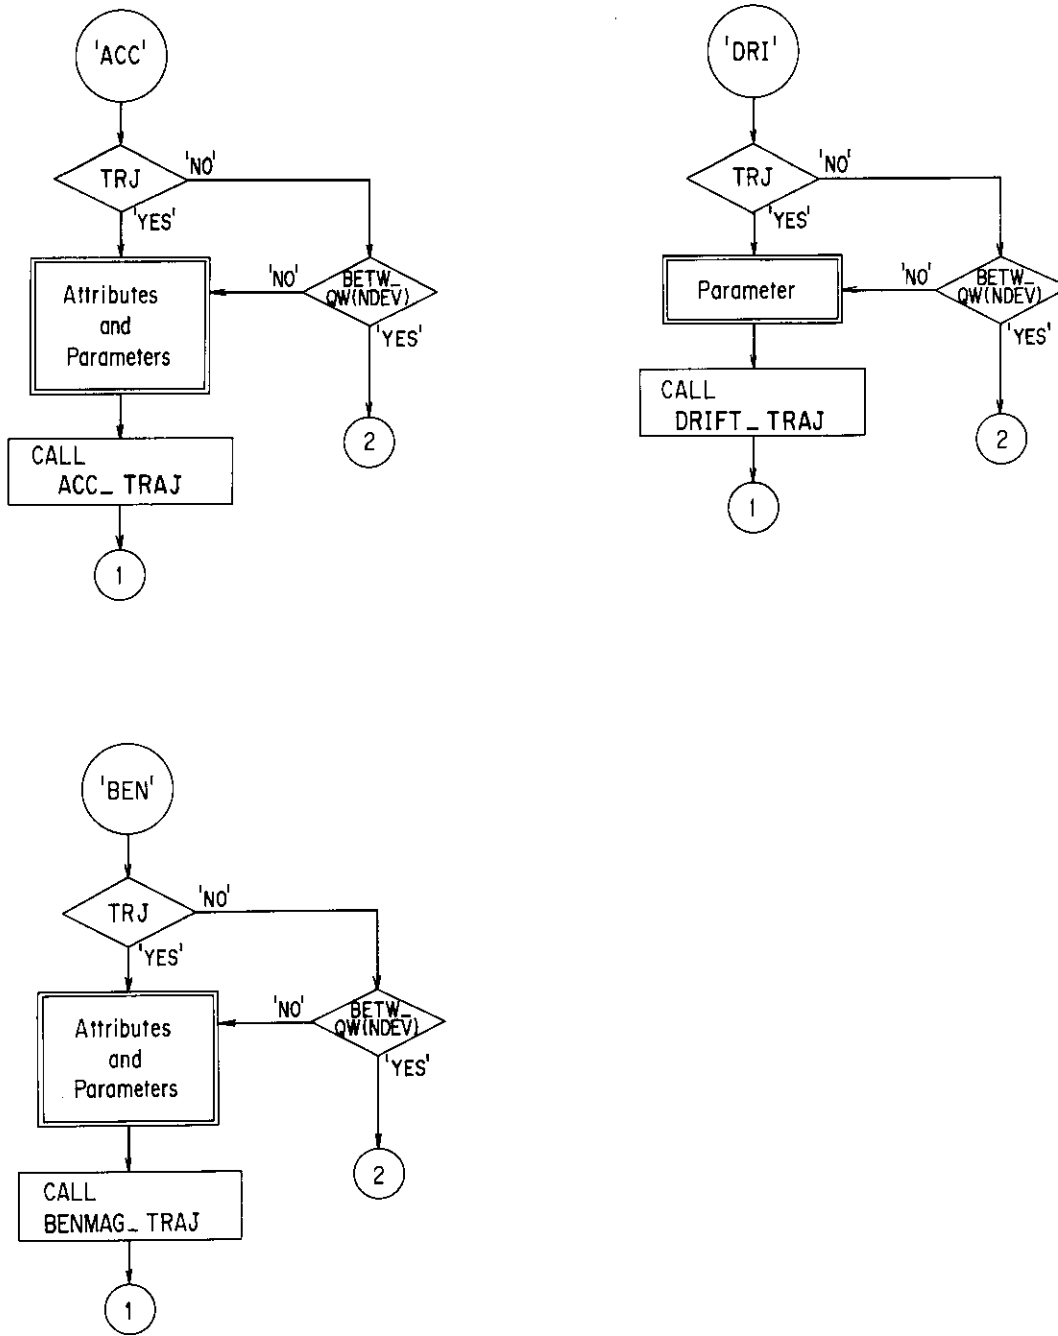 'ACC'
TRJ
'NO'
'YES'
Attributes
and
Parameters
'NO'
BETW_
QW(NDEV)
'YES'
CALL
ACC_ TRAJ
2
1
'DRI'
TRJ
'NO'
'YES'
Parameter
'NO'
BETW_
QW(NDEV)
'YES'
CALL
DRIFT_ TRAJ
2
1
'BEN'
TRJ
'NO'
'YES'
Attributes
and
Parameters
'NO'
BETW_
QW(NDEV)
'YES'
CALL
BENMAG_ TRAJ
2
1